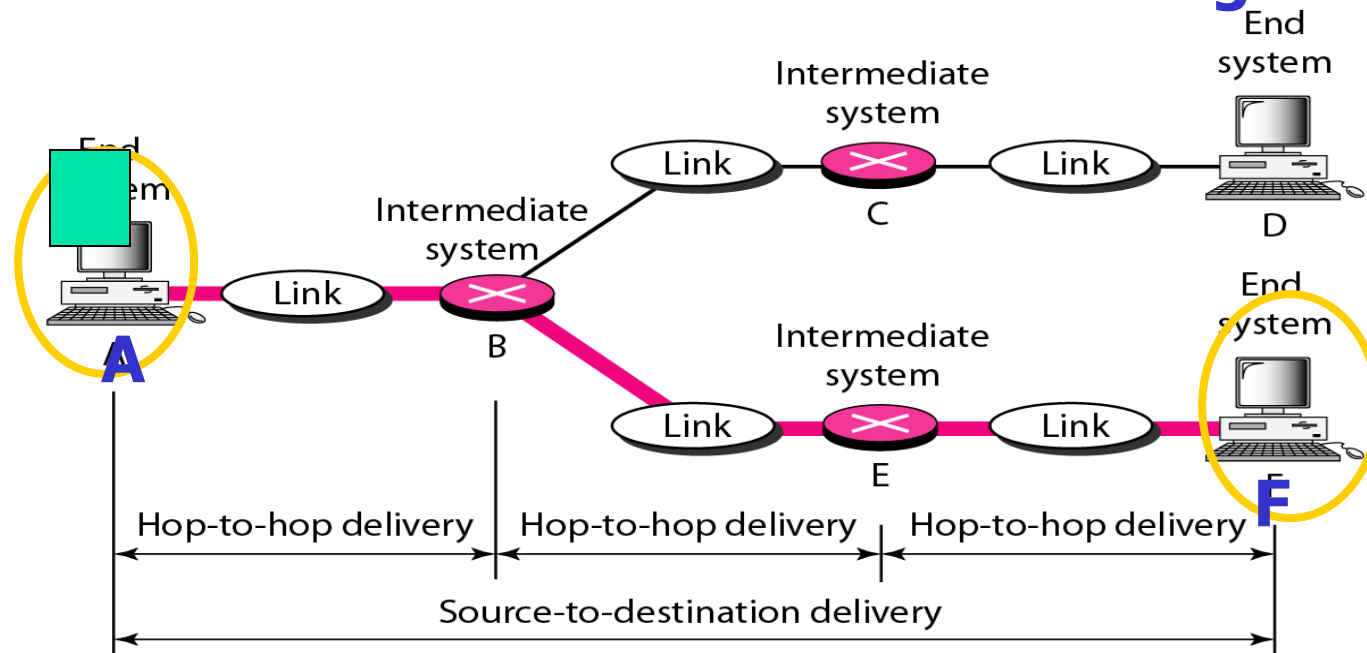 End
system
Intermediate
system
Link
Link
C
D
End
Intermediate
system
Link
B
A
End
system
Intermediate
system
Link
Link
E
F
Hop-to-hop delivery
Hop-to-hop delivery
Hop-to-hop delivery
Source-to-destination delivery